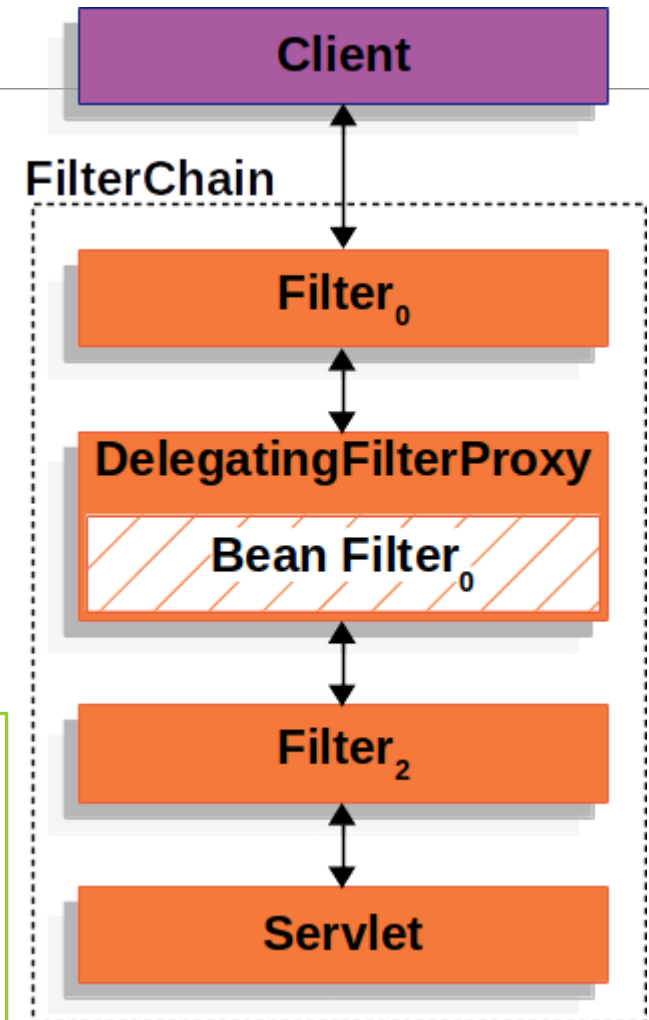 Client
FilterChain
Filter0
DelegatingFilterProxy
Bean Filter0
Filter2
Servlet